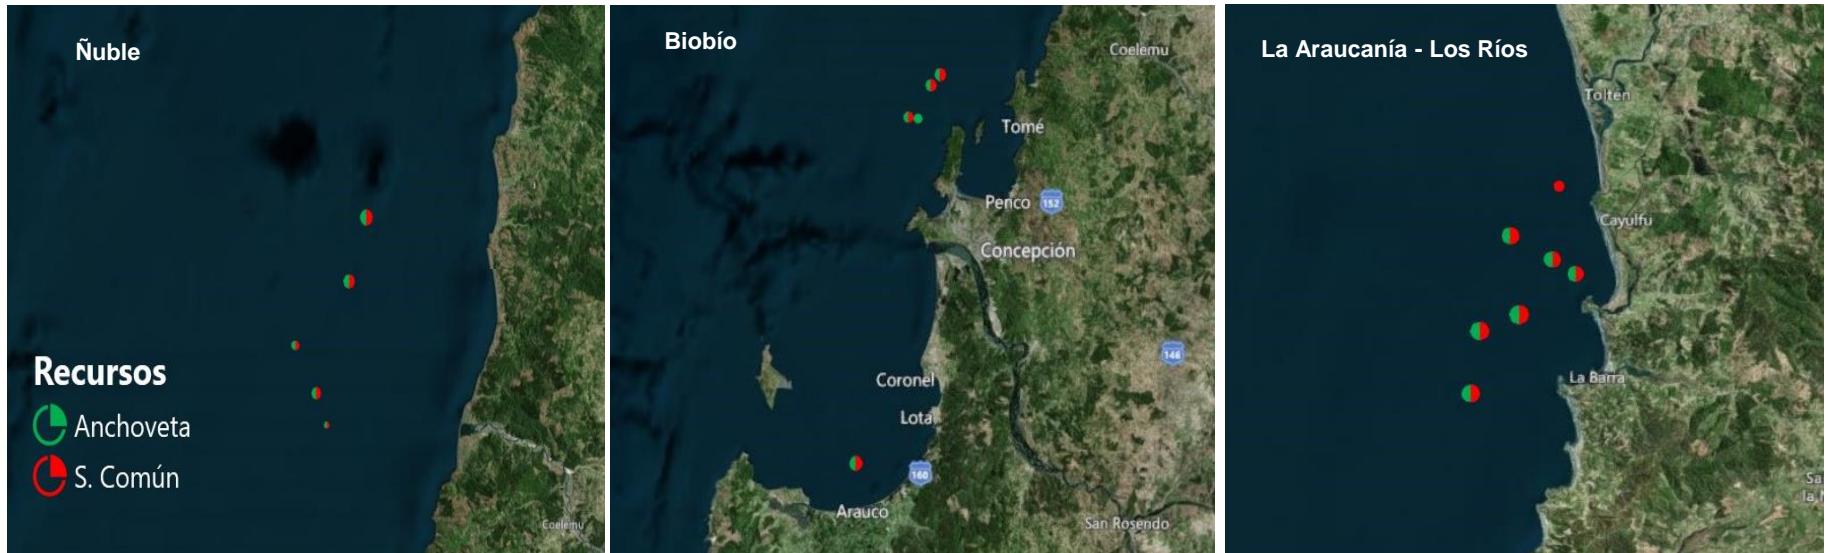 Ñuble
Recursos
Anchoveta
S. Común
Coelemu
Biobío
Coelemu
Tomé
Penco
152
Concepción
146
Coronel
Lota
160
Arauco
San Rosendo
La Araucanía - Los Ríos
Toltén
Cayulfu
La Barra